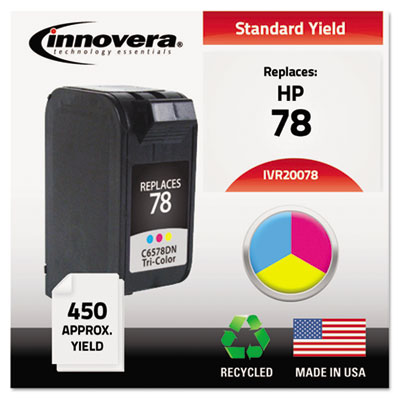 innovera®
technology essentials
Standard Yield
Replaces:
HP
78
IVR20078
REPLACES
78
C6578DN
Tri-Color
450
APPROX.
YIELD
RECYCLED
MADE IN USA